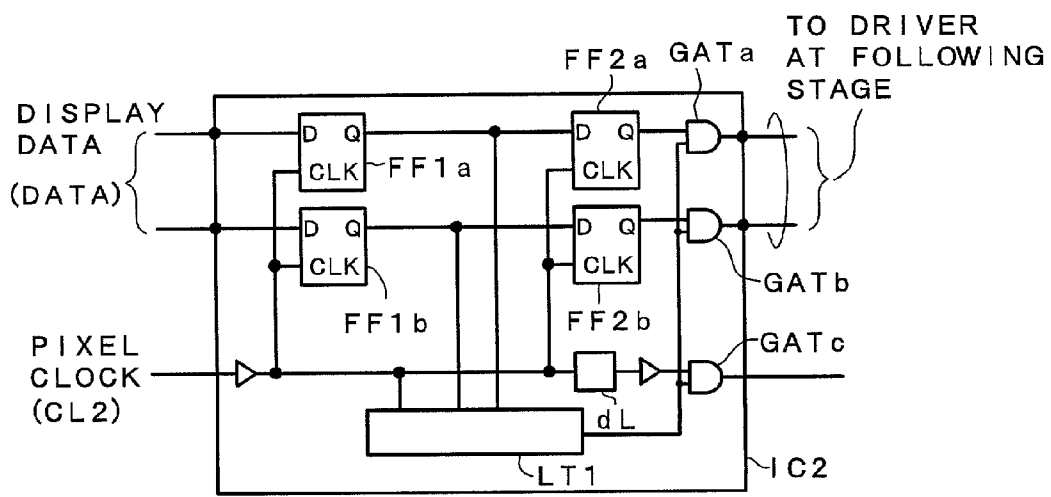 TO DRIVER
AT FOLLOWING
STAGE
FF2a
GATa
DISPLAY
DATA
(DATA)
D Q
CLK
FF1a
D Q
CLK
D Q
CLK
FF1b
D Q
CLK
FF2b
GATb
PIXEL
CLOCK
(CL2)
dL
GATc
LT1
IC2